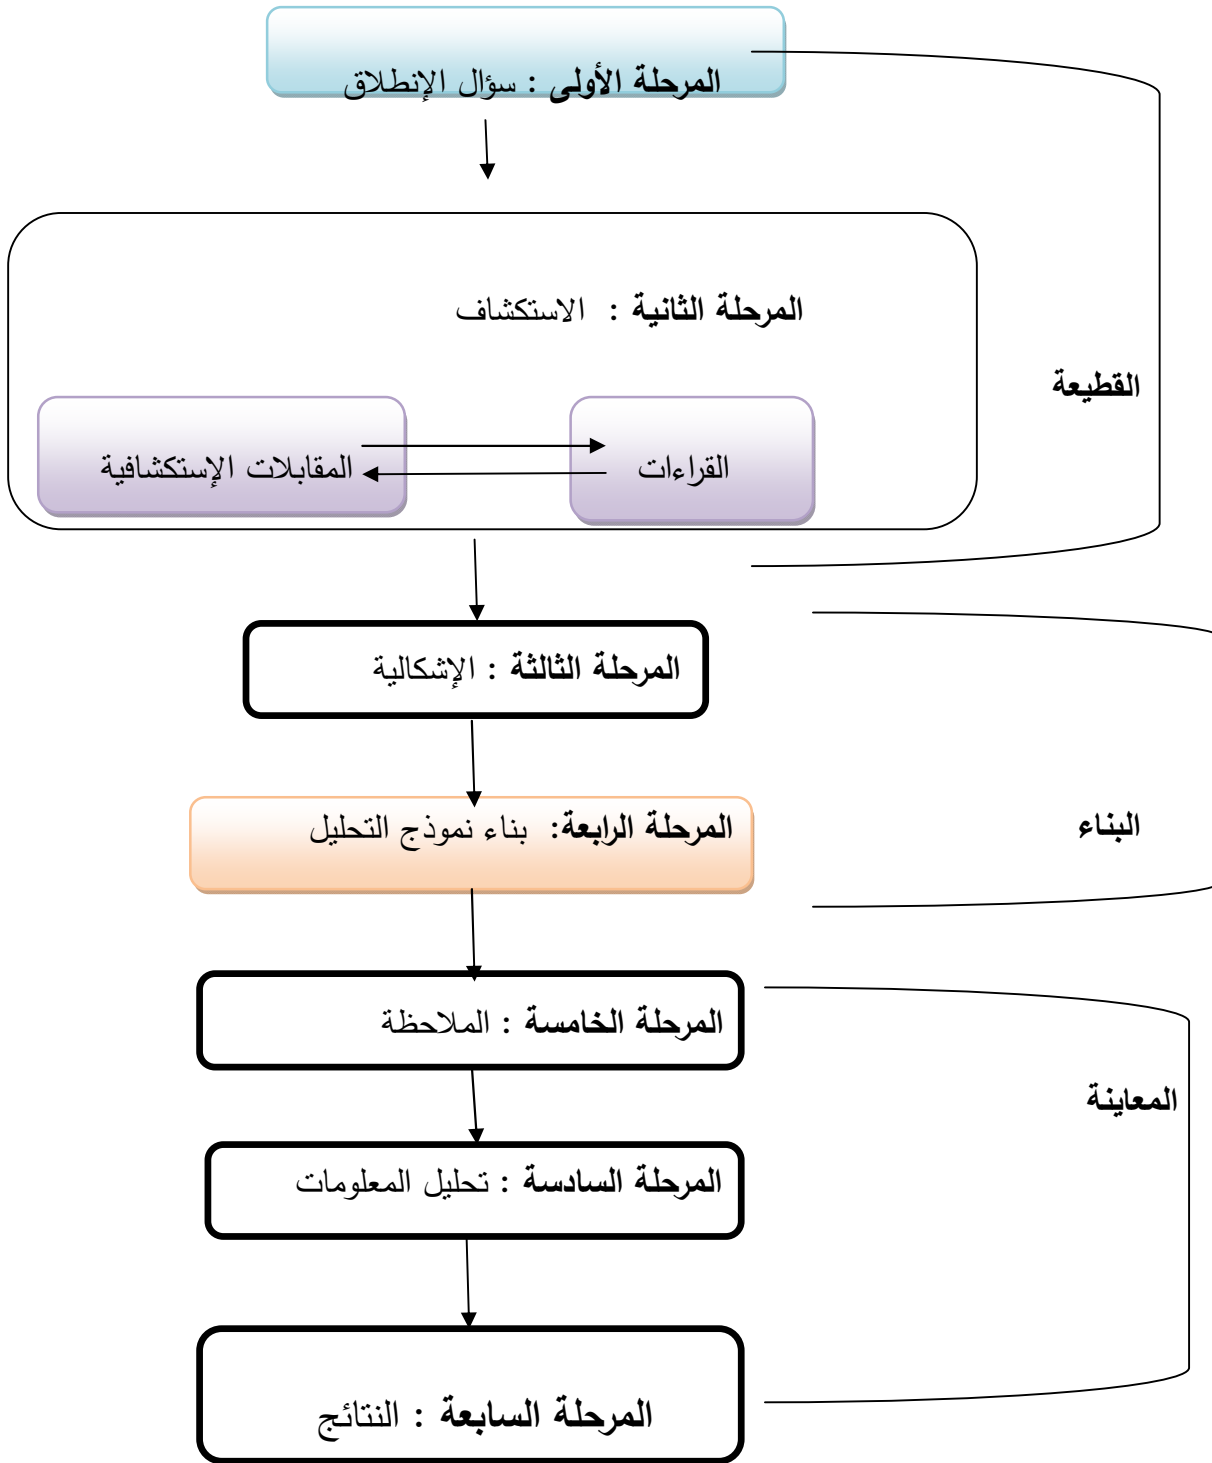 المرحلة الأولى : سؤال الإنطلاق
المرحلة الثانية : الاستكشاف
القطيعة
القراءات
المقابلات الإستكشافية
المرحلة الثالثة : الإشكالية
المرحلة الرابعة: بناء نموذج التحليل
البناء
المرحلة الخامسة : الملاحظة
المعاينة
المرحلة السادسة : تحليل المعلومات
المرحلة السابعة : النتائج